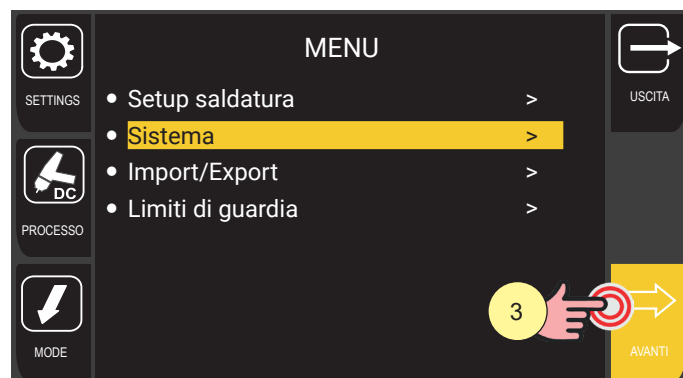 MENU
SETTINGS
USCITA
Setup saldatura >
Sistema >
Import/Export >
Limiti di guardia >
DC
PROCESSO
3
MODE
AVANTI